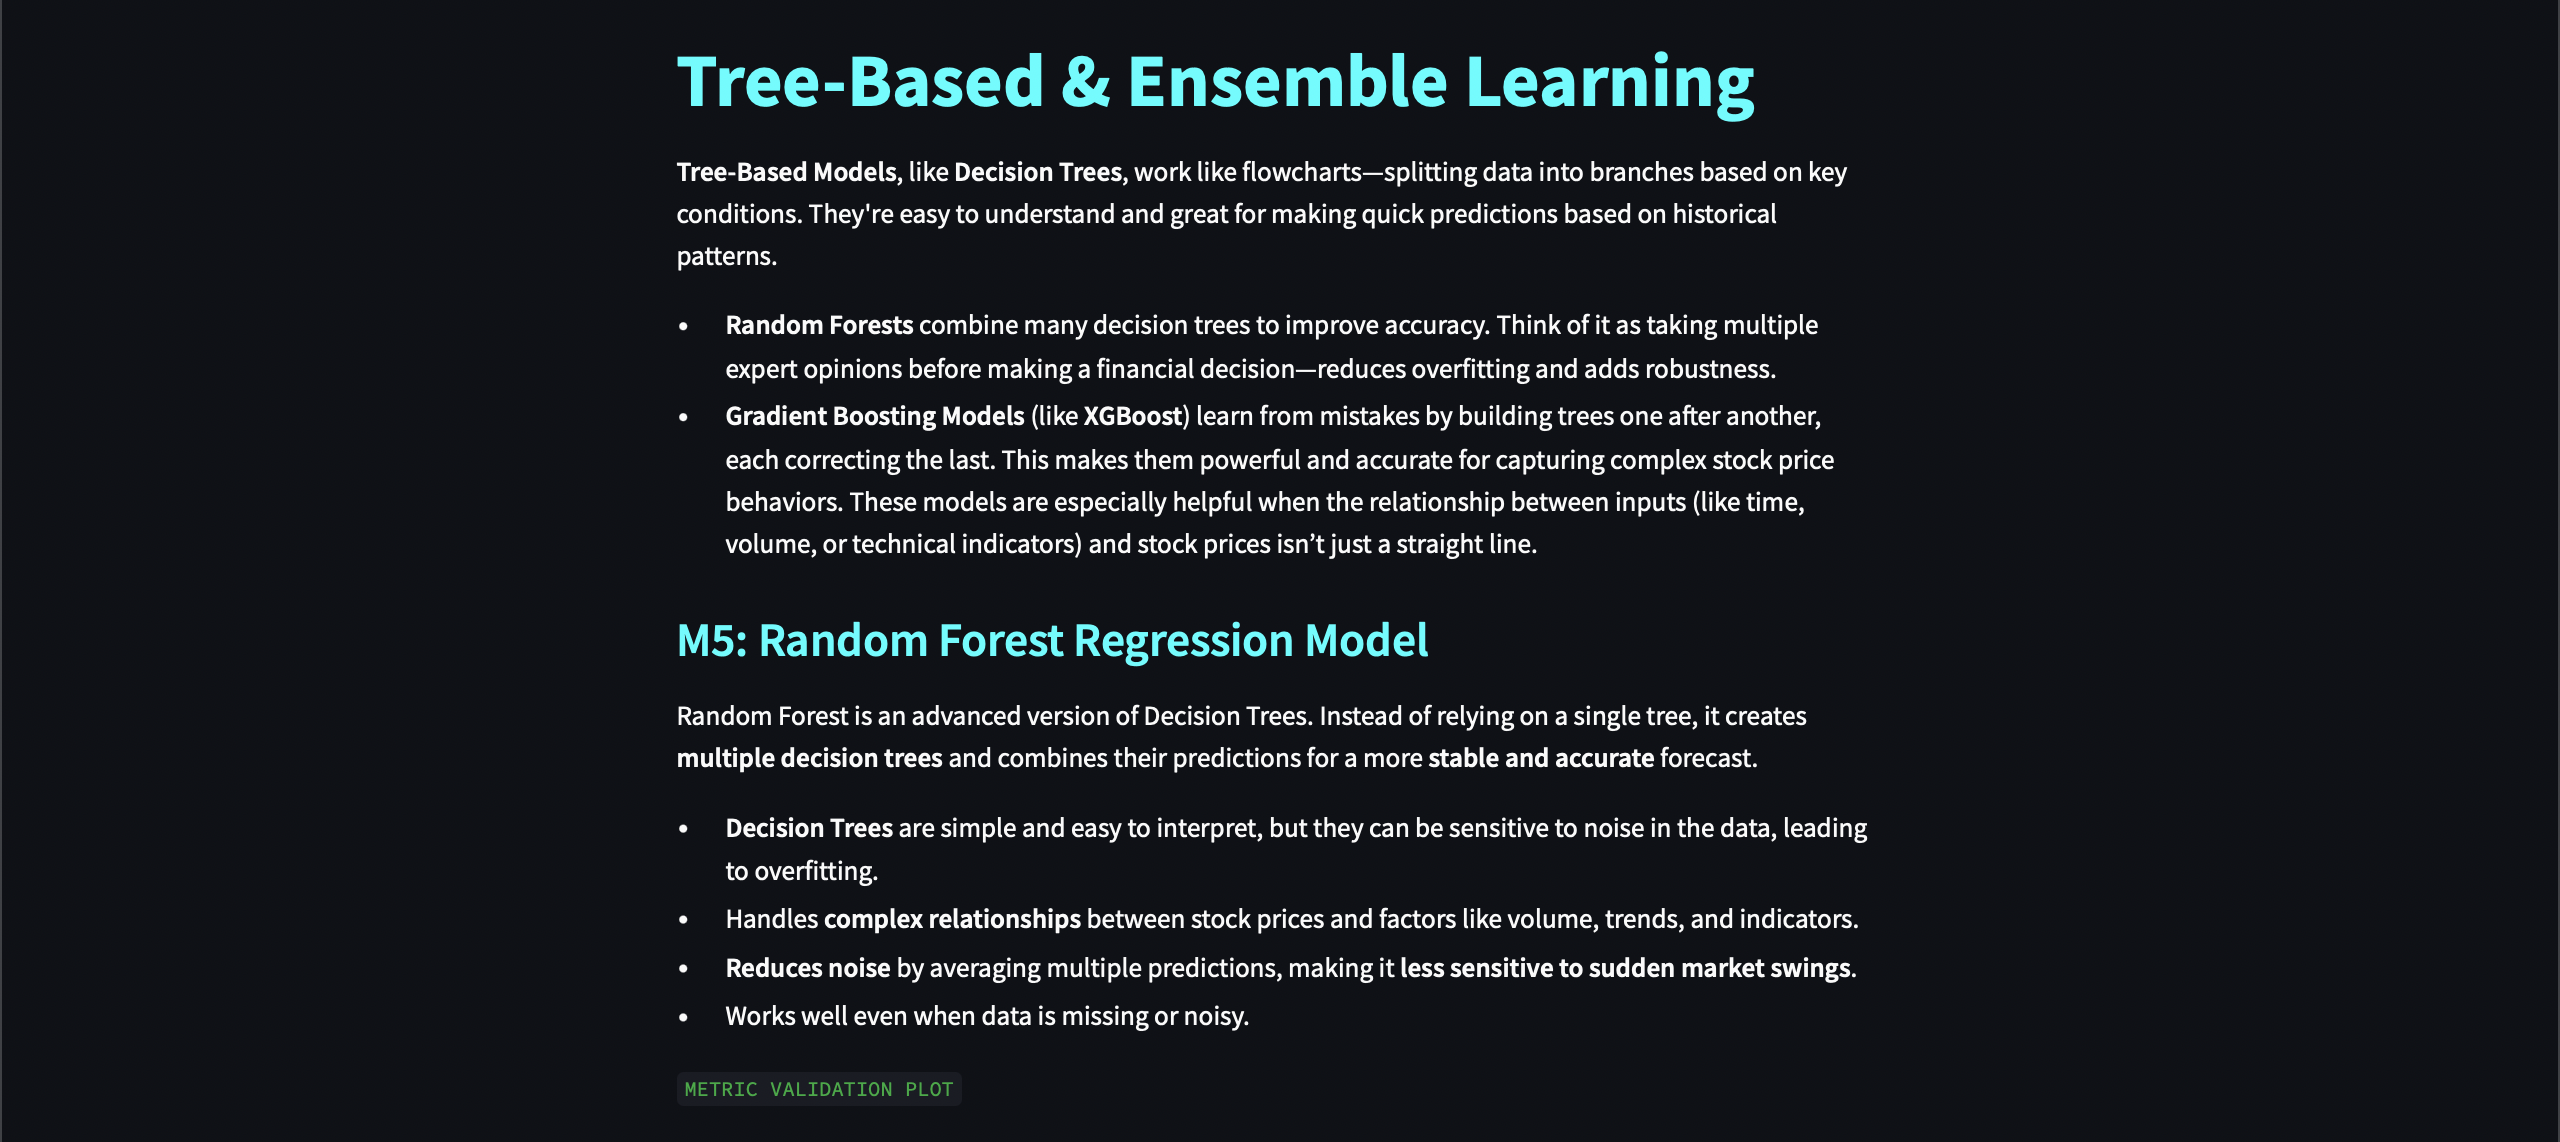 Tree-Based & Ensemble Learning
Tree-Based Models, like Decision Trees, work like flowcharts—splitting data into branches based on key
conditions. They're easy to understand and great for making quick predictions based on historical
patterns.
• Random Forests combine many decision trees to improve accuracy. Think of it as taking multiple
expert opinions before making a financial decision—reduces overfitting and adds robustness.
• Gradient Boosting Models (like XGBoost) learn from mistakes by building trees one after another,
each correcting the last. This makes them powerful and accurate for capturing complex stock price
behaviors. These models are especially helpful when the relationship between inputs (like time,
volume, or technical indicators) and stock prices isn’t just a straight line.
M5: Random Forest Regression Model
Random Forest is an advanced version of Decision Trees. Instead of relying on a single tree, it creates
multiple decision trees and combines their predictions for a more stable and accurate forecast.
• Decision Trees are simple and easy to interpret, but they can be sensitive to noise in the data, leading
to overfitting.
• Handles complex relationships between stock prices and factors like volume, trends, and indicators.
• Reduces noise by averaging multiple predictions, making it less sensitive to sudden market swings.
• Works well even when data is missing or noisy.
METRIC VALIDATION PLOT